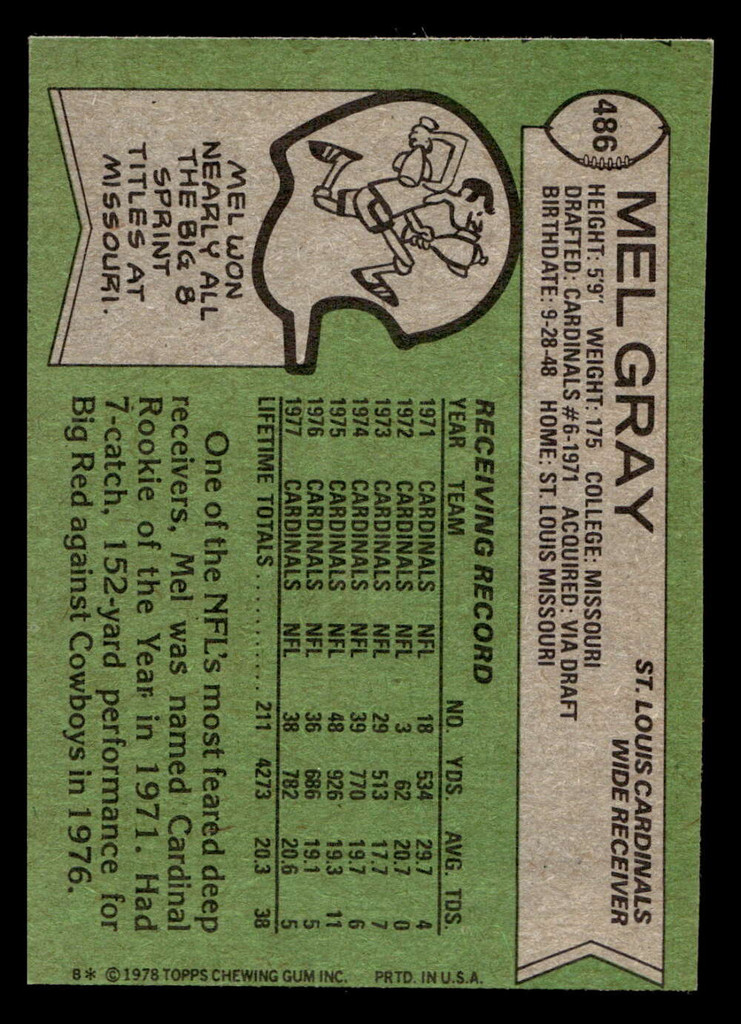 486
MEL GRAY
ST. LOUIS CARDINALS
WIDE RECEIVER
HEIGHT: 5'9" WEIGHT: 175 COLLEGE: MISSOURI
DRAFTED: CARDINALS #6-1971 ACQUIRED: VIA DRAFT
BIRTHDATE: 9-28-48 HOME: ST. LOUIS MISSOURI
MEL WON
NEARLY ALL
THE BIG 8
SPRINT
TITLES AT
MISSOURI.
RECEIVING RECORD
YEAR TEAM NO. YDS. AVG. TDS.
1971 CARDINALS NFL 18 534 29.7 4
1972 CARDINALS NFL 3 62 20.7 0
1973 CARDINALS NFL 29 513 17.7 7
1974 CARDINALS NFL 39 770 19.7 6
1975 CARDINALS NFL 48 926 19.3 11
1976 CARDINALS NFL 36 686 19.1 5
1977 CARDINALS NFL 38 782 20.6 5
LIFETIME TOTALS .......... 211 4273 20.3 38
One of the NFL's most feared deep
receivers, Mel was named Cardinal
Rookie of the Year in 1971. Had
7-catch, 152-yard performance for
Big Red against Cowboys in 1976.
B* © 1978 TOPPS CHEWING GUM INC. PRTD. IN U.S.A.